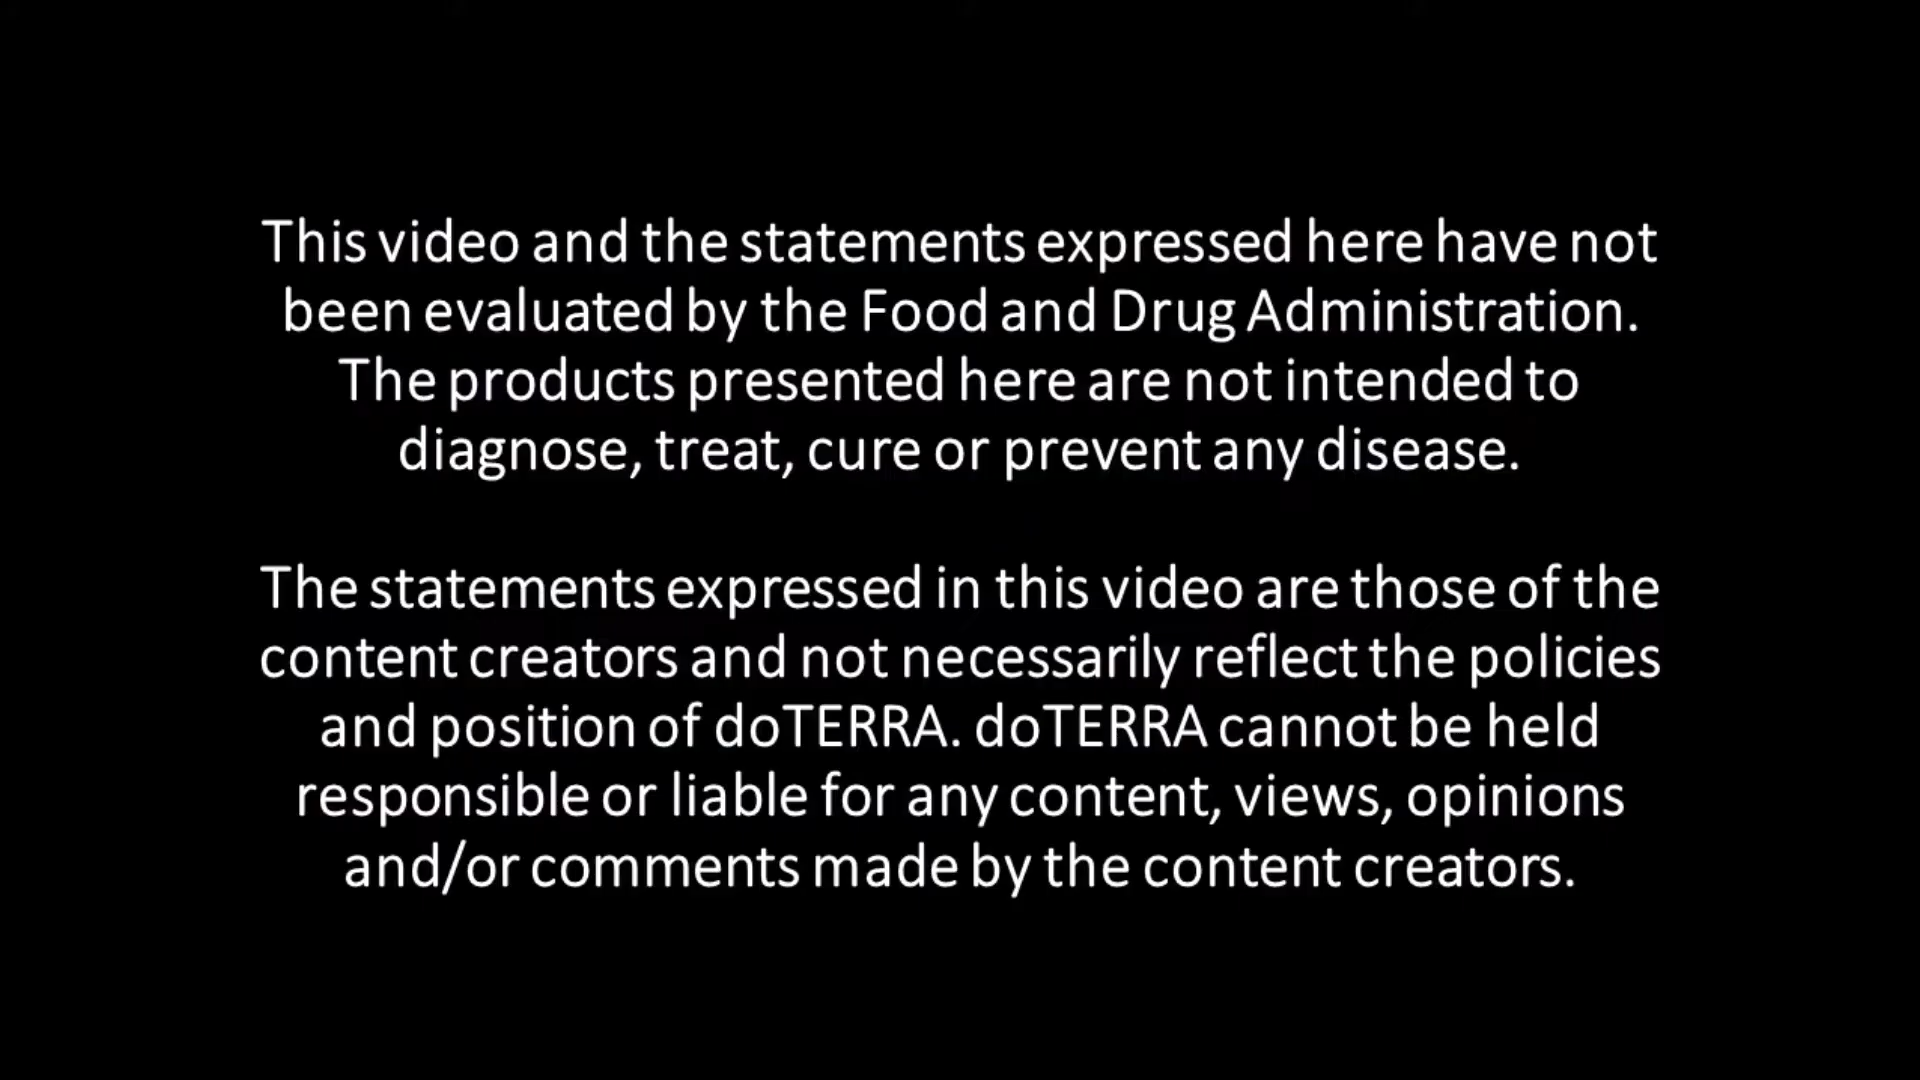 This video and the statements expressed here have not
been evaluated by the Food and Drug Administration.
The products presented here are not intended to
diagnose, treat, cure or prevent any disease.
The statements expressed in this video are those of the
content creators and not necessarily reflect the policies
and position of doTERRA. doTERRA cannot be held
responsible or liable for any content, views, opinions
and/or comments made by the content creators.